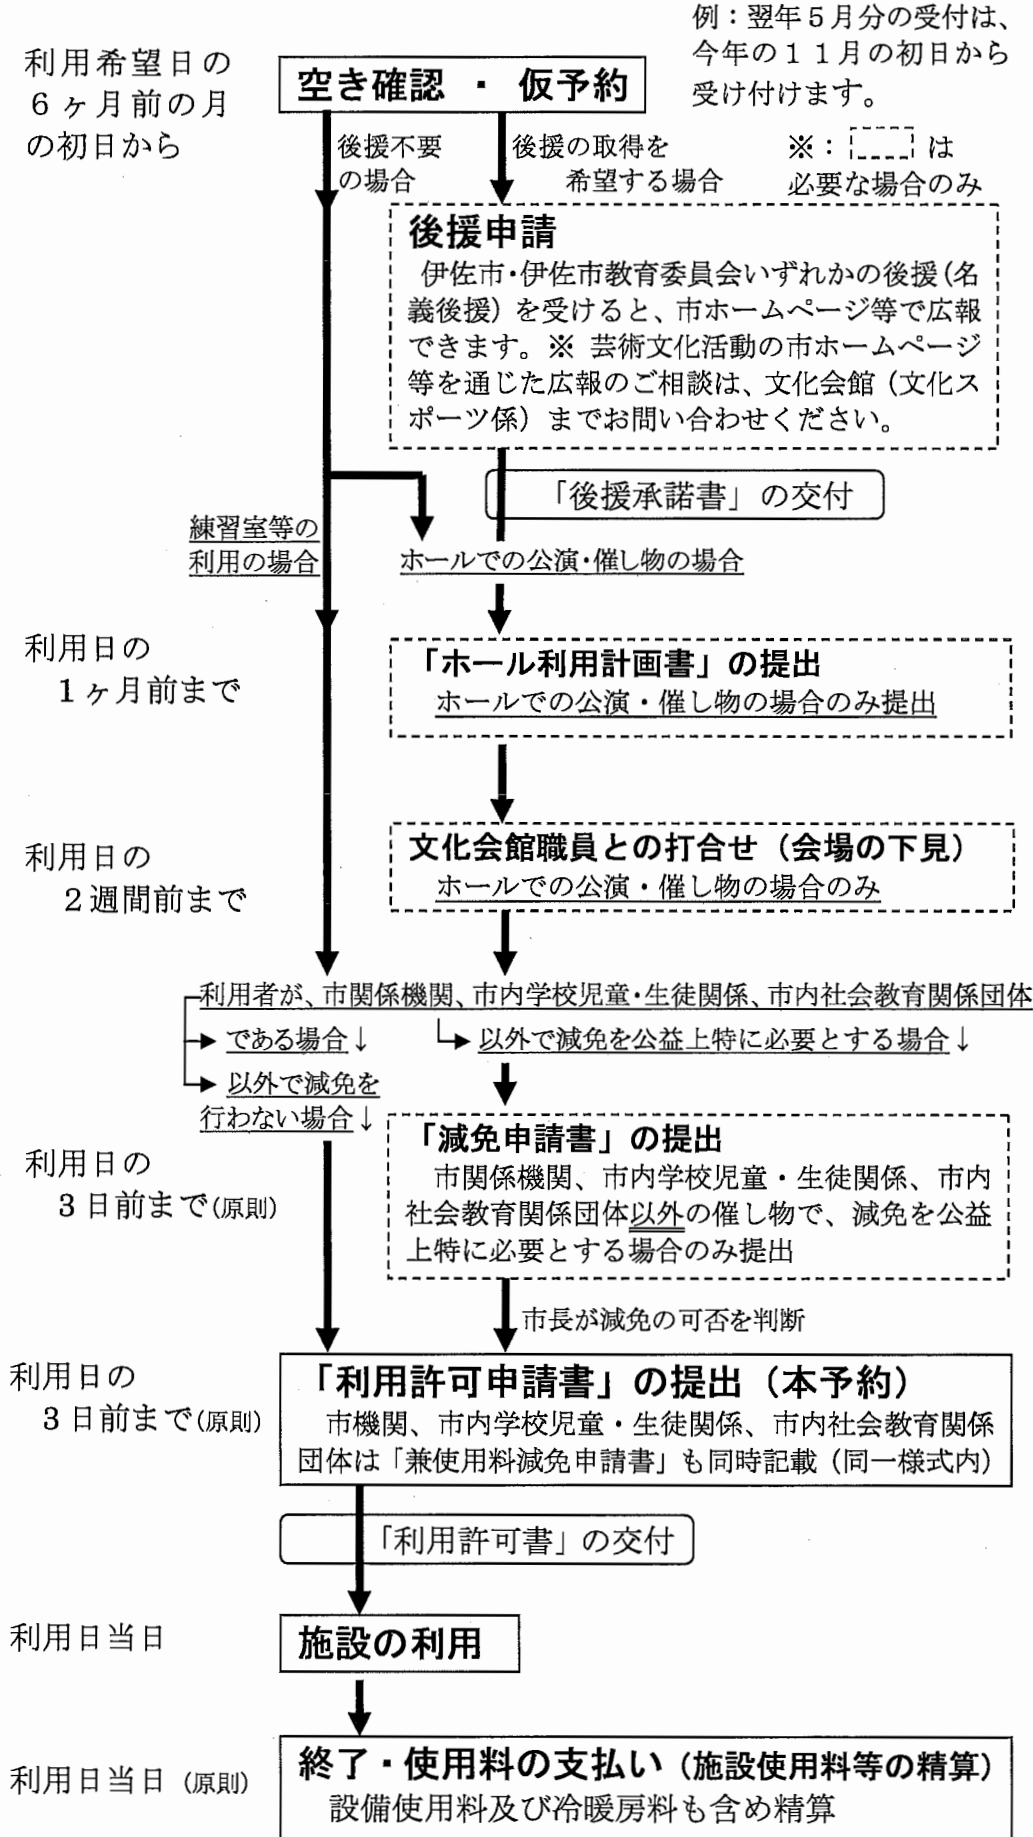 例：翌年５月分の受付は、
今年の１１月の初日から
受け付けます。
利用希望日の
６ヶ月前の月
の初日から
空き確認 ・ 仮予約
後援不要
の場合
後援の取得を
希望する場合
※： は
必要な場合のみ
後援申請
伊佐市・伊佐市教育委員会いずれかの後援（名
義後援）を受けると、市ホームページ等で広報
できます。※ 芸術文化活動の市ホームページ
等を通じた広報のご相談は、文化会館（文化ス
ポーツ係）までお問い合わせください。
「後援承諾書」の交付
練習室等の
利用の場合
ホールでの公演・催し物の場合
利用日の
１ヶ月前まで
「ホール利用計画書」の提出
ホールでの公演・催し物の場合のみ提出
利用日の
２週間前まで
文化会館職員との打合せ（会場の下見）
ホールでの公演・催し物の場合のみ
利用者が、市関係機関、市内学校児童・生徒関係、市内社会教育関係団体
である場合↓
以外で減免を公益上特に必要とする場合↓
以外で減免を
行わない場合↓
利用日の
３日前まで（原則）
「減免申請書」の提出
市関係機関、市内学校児童・生徒関係、市内
社会教育関係団体以外の催し物で、減免を公益
上特に必要とする場合のみ提出
市長が減免の可否を判断
利用日の
３日前まで（原則）
「利用許可申請書」の提出（本予約）
市機関、市内学校児童・生徒関係、市内社会教育関係
団体は「兼使用料減免申請書」も同時記載（同一様式内）
「利用許可書」の交付
利用日当日
施設の利用
利用日当日（原則）
終了・使用料の支払い（施設使用料等の精算）
設備使用料及び冷暖房料も含め精算